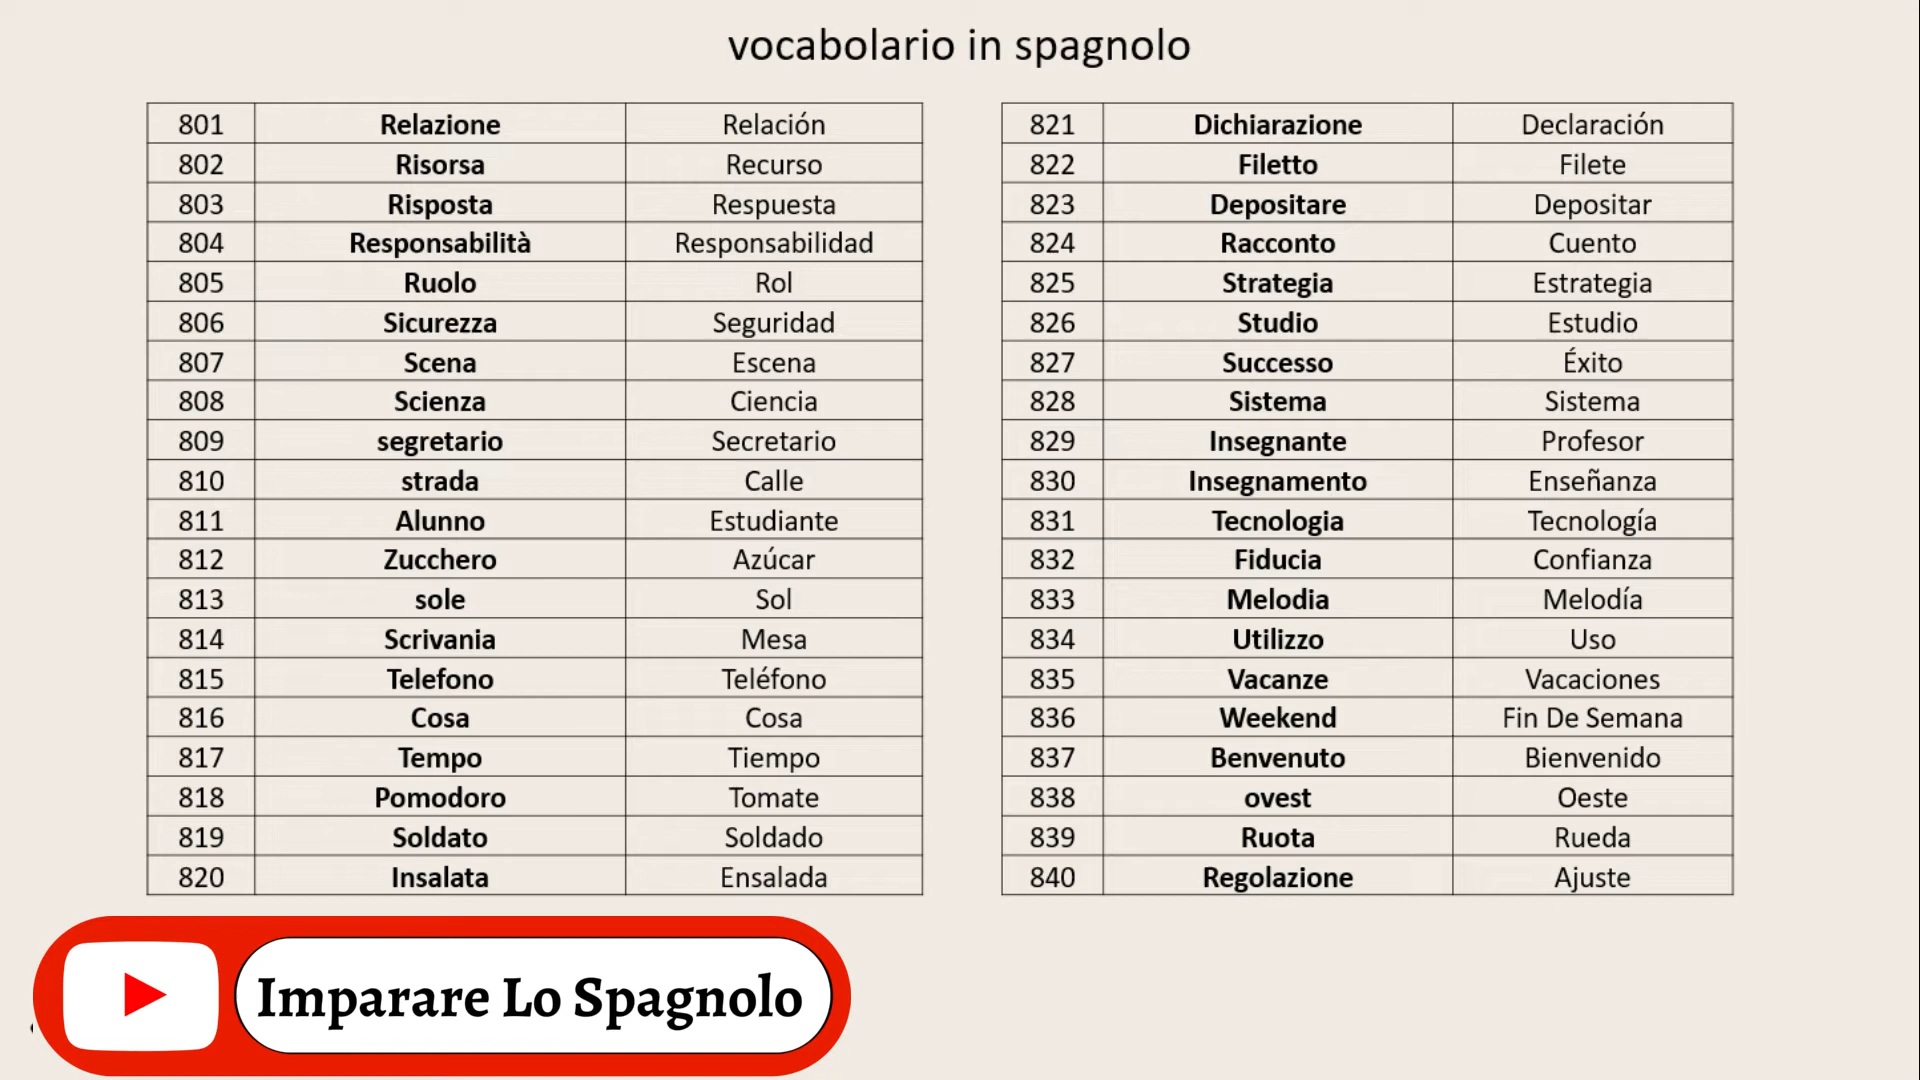 vocabolario in spagnolo
801 Relazione Relación
802 Risorsa Recurso
803 Risposta Respuesta
804 Responsabilità Responsabilidad
805 Ruolo Rol
806 Sicurezza Seguridad
807 Scena Escena
808 Scienza Ciencia
809 segretario Secretario
810 strada Calle
811 Alunno Estudiante
812 Zucchero Azúcar
813 sole Sol
814 Scrivania Mesa
815 Telefono Teléfono
816 Cosa Cosa
817 Tempo Tiempo
818 Pomodoro Tomate
819 Soldato Soldado
820 Insalata Ensalada
821 Dichiarazione Declaración
822 Filetto Filete
823 Depositare Depositar
824 Racconto Cuento
825 Strategia Estrategia
826 Studio Estudio
827 Successo Éxito
828 Sistema Sistema
829 Insegnante Profesor
830 Insegnamento Enseñanza
831 Tecnologia Tecnología
832 Fiducia Confianza
833 Melodia Melodía
834 Utilizzo Uso
835 Vacanze Vacaciones
836 Weekend Fin De Semana
837 Benvenuto Bienvenido
838 ovest Oeste
839 Ruota Rueda
840 Regolazione Ajuste
Imparare Lo Spagnolo